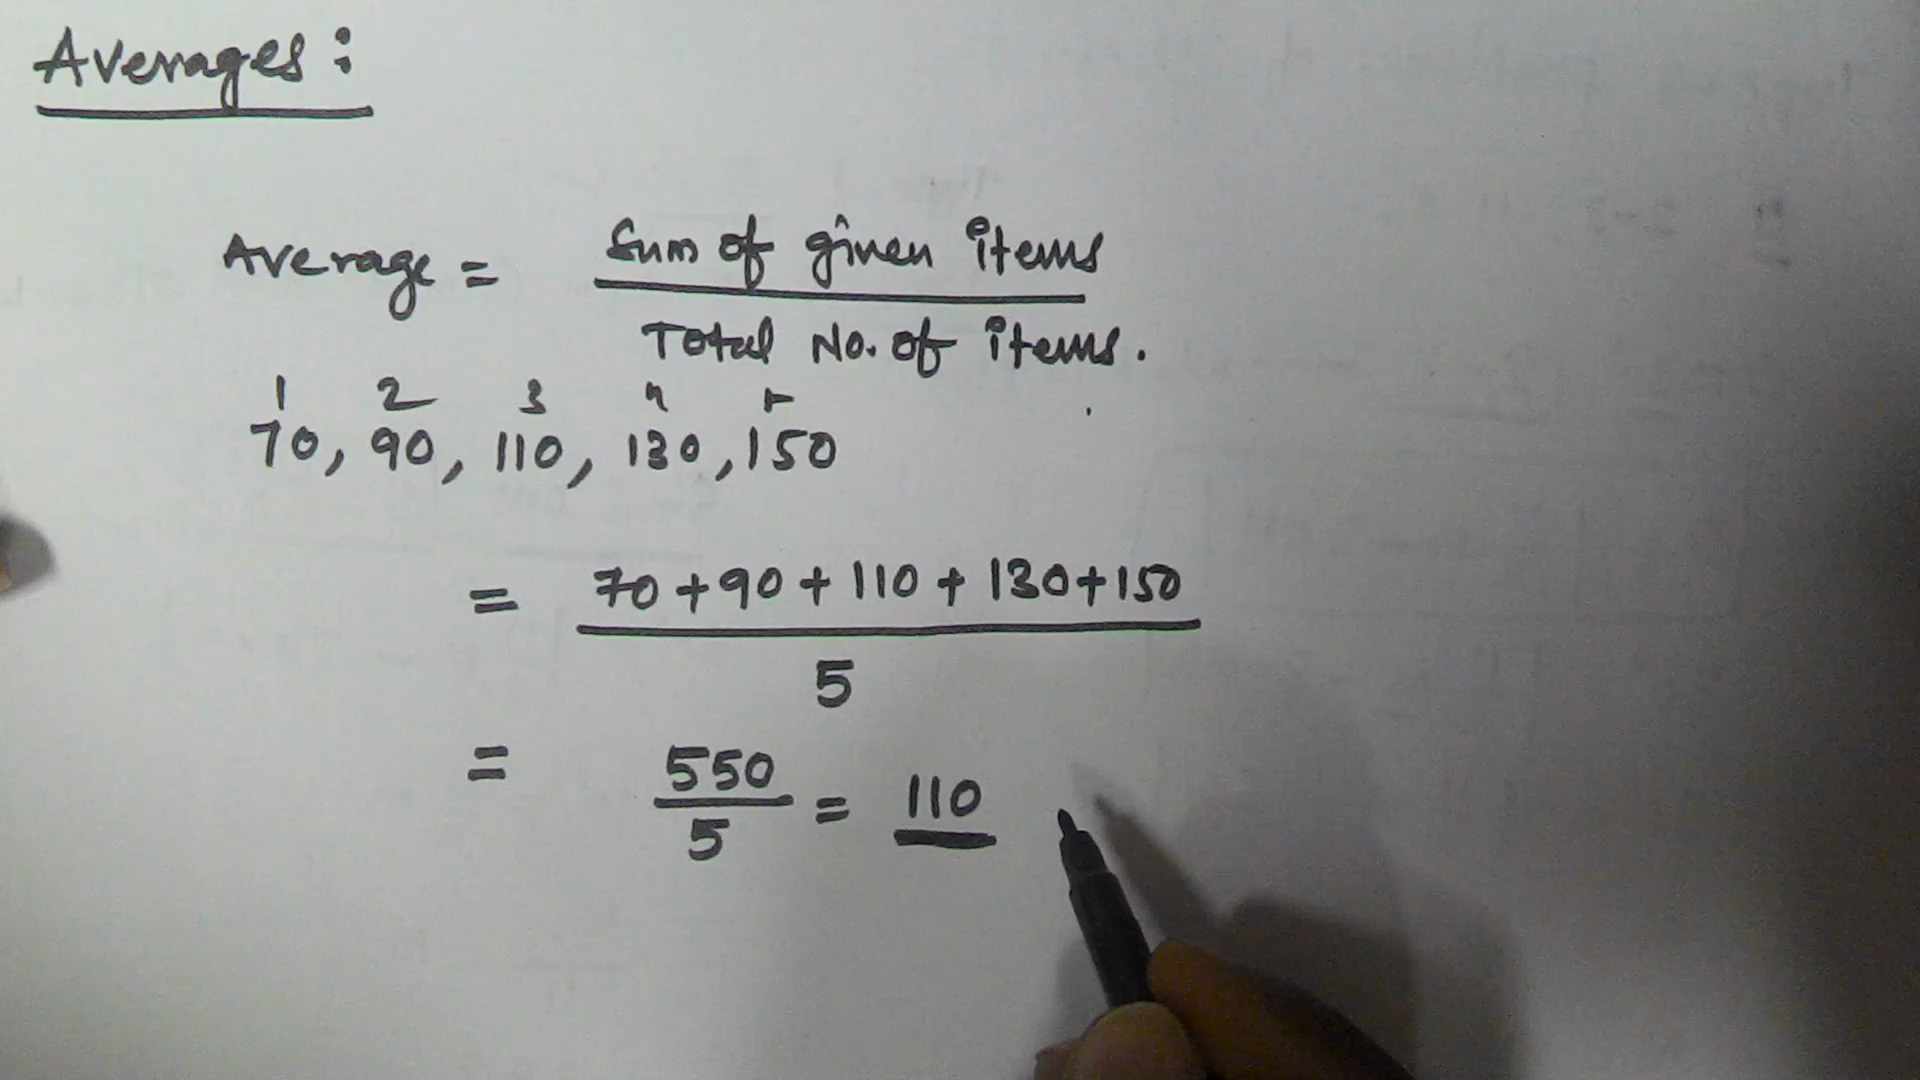 Averages:
Average = Sum of given items
Total No. of items.
1 2 3 4 5
70, 90, 110, 130, 150
= 70+90+110+130+150
5
= 550
5
= 110